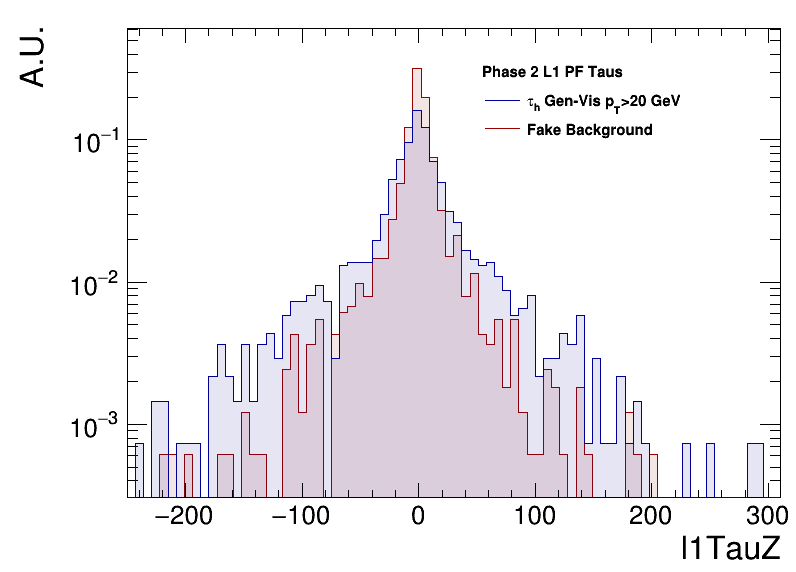 A.U.
Phase 2 L1 PF Taus
τh Gen-Vis pT>20 GeV
Fake Background
10−1
10−2
10−3
−200 −100 0 100 200 300
l1TauZ